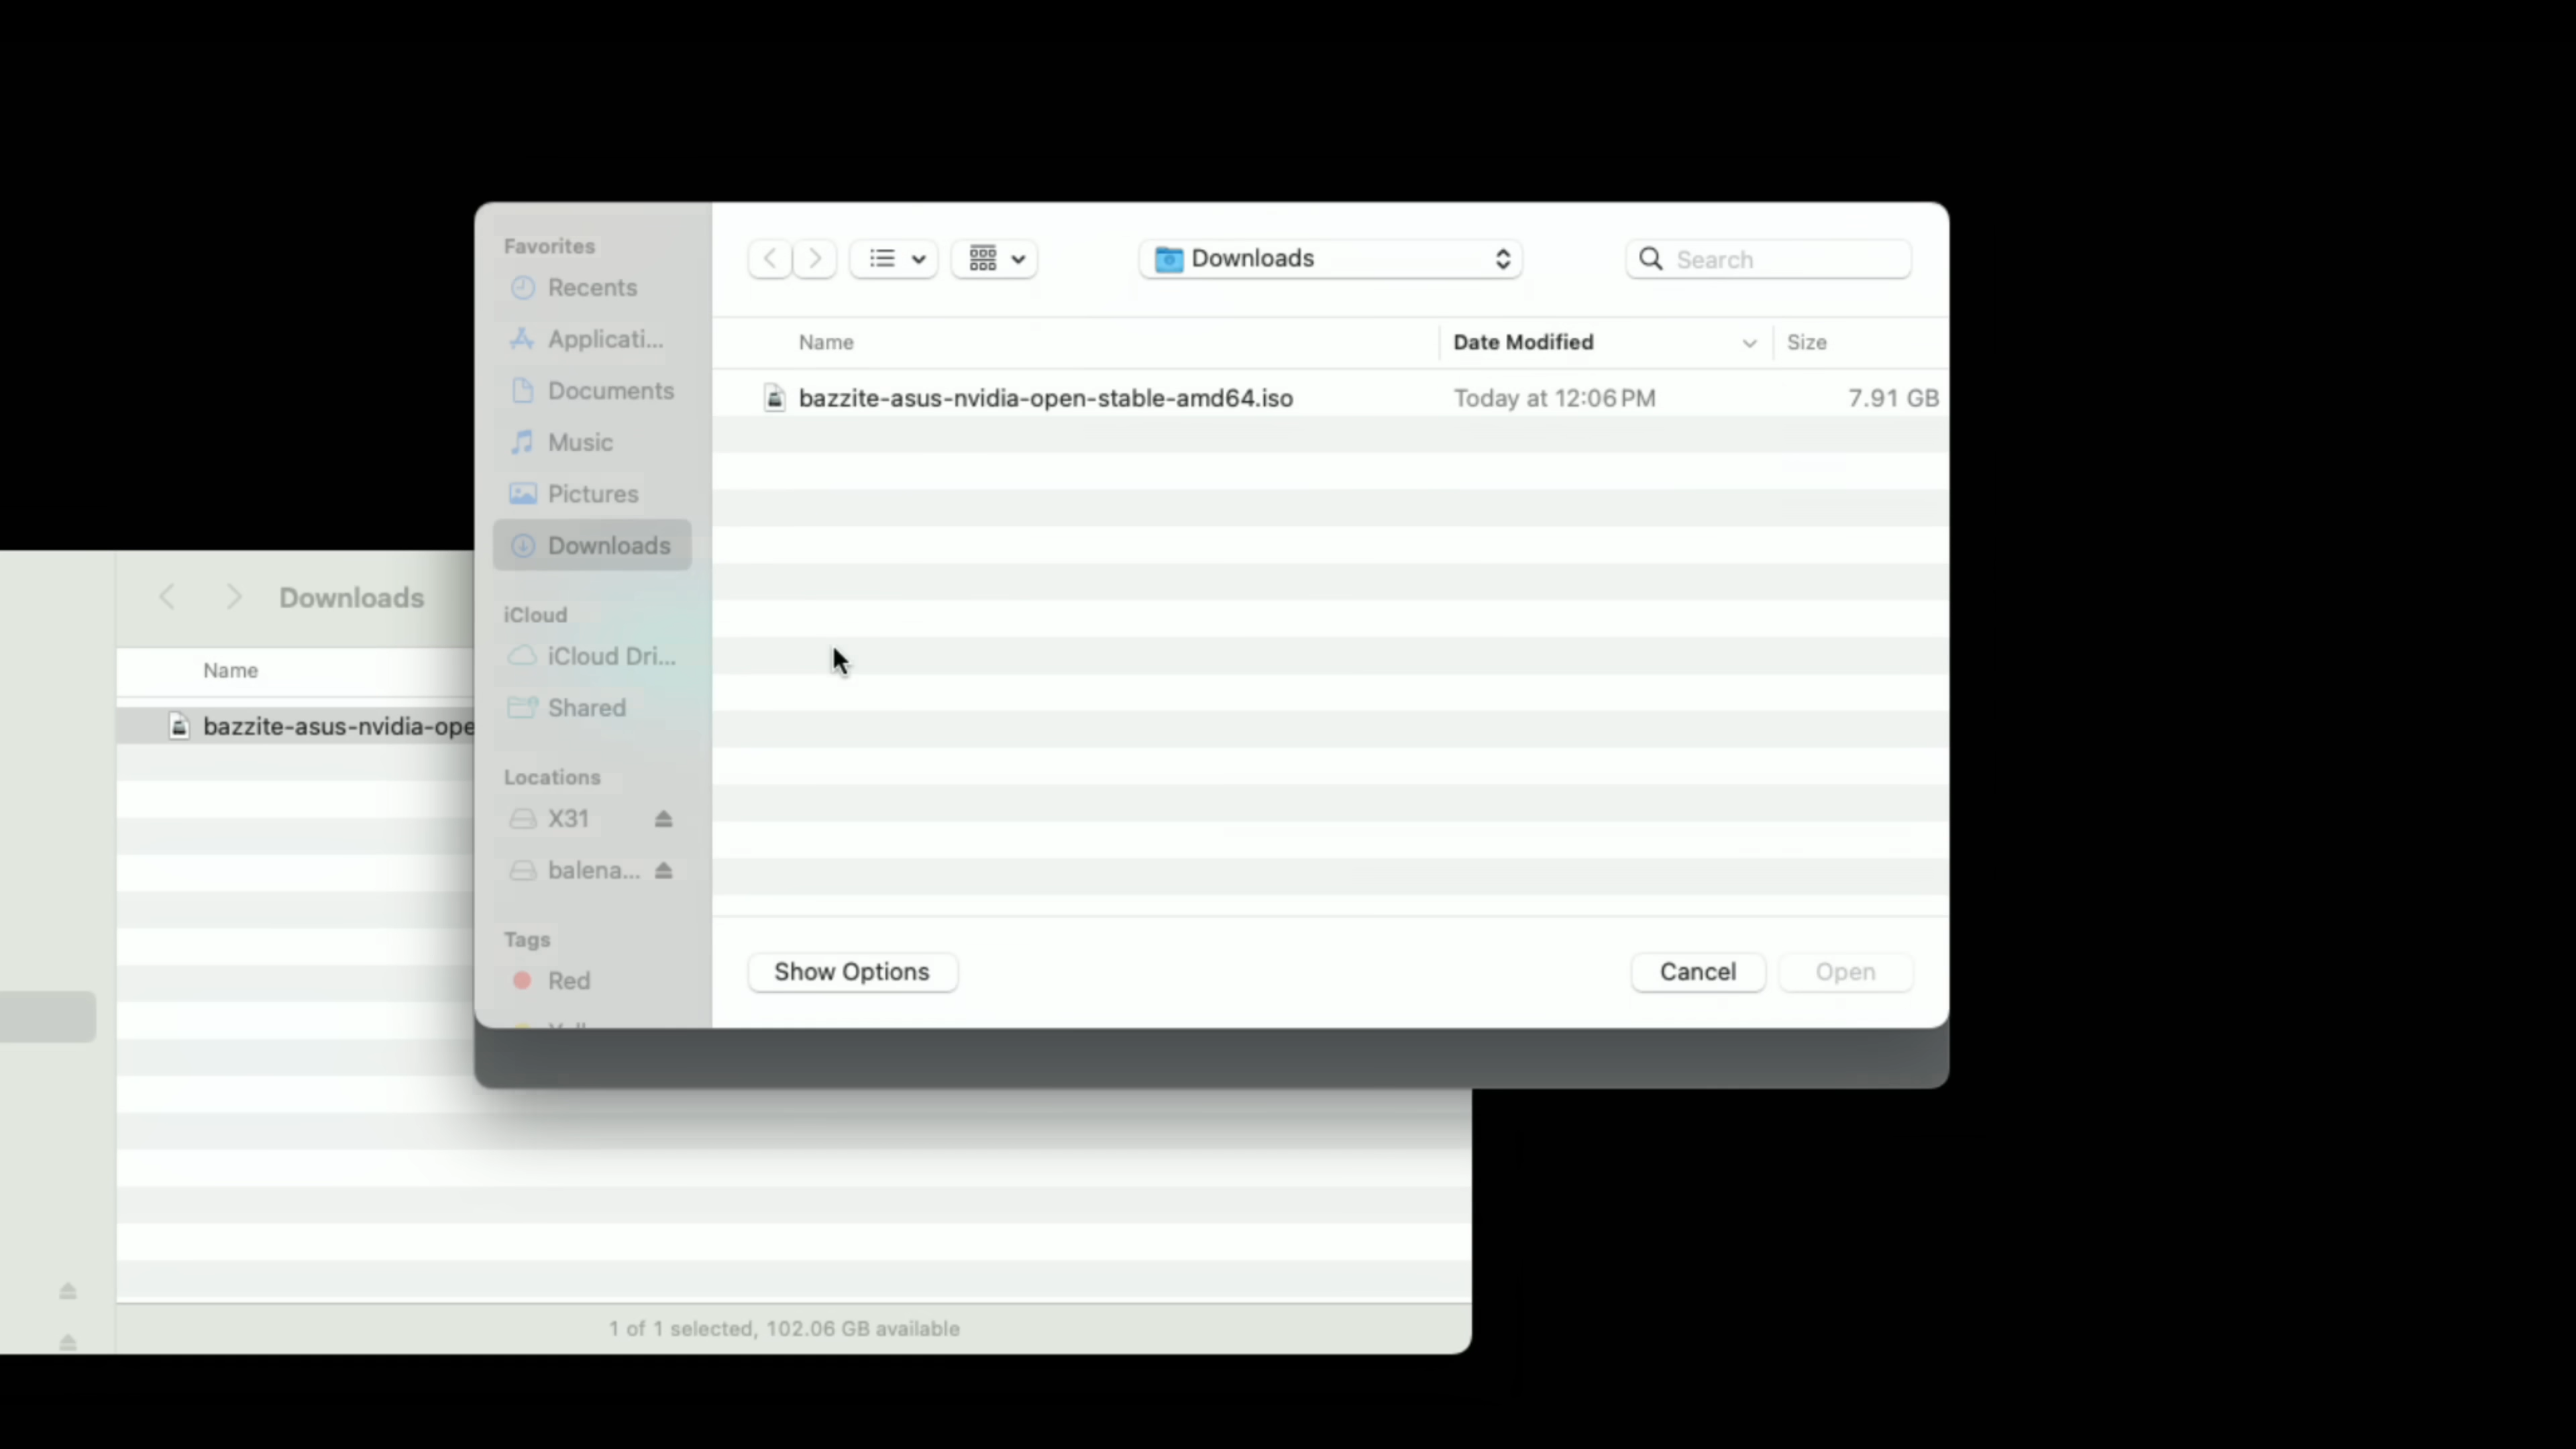 Favorites
Recents
Applicati...
Documents
Music
Pictures
Downloads
iCloud
iCloud Dri...
Shared
Locations
X31
balena...
Tags
Red
Downloads
Search
Name
Date Modified
Size
bazzite-asus-nvidia-open-stable-amd64.iso
Today at 12:06 PM
7.91 GB
Show Options
Cancel
Open
Downloads
Name
bazzite-asus-nvidia-ope
1 of 1 selected, 102.06 GB available